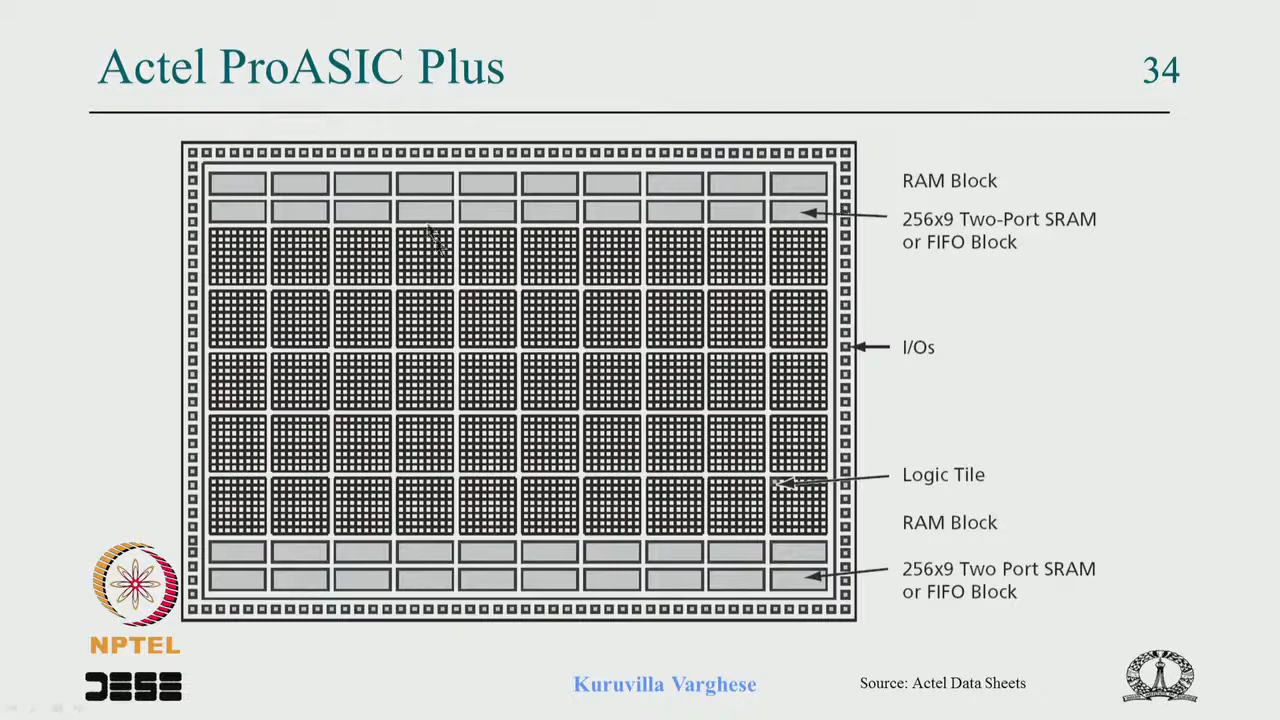 Actel ProASIC Plus
34
RAM Block
256x9 Two-Port SRAM
or FIFO Block
I/Os
Logic Tile
RAM Block
256x9 Two Port SRAM
or FIFO Block
NPTEL
DESE
Kuruvilla Varghese
Source: Actel Data Sheets